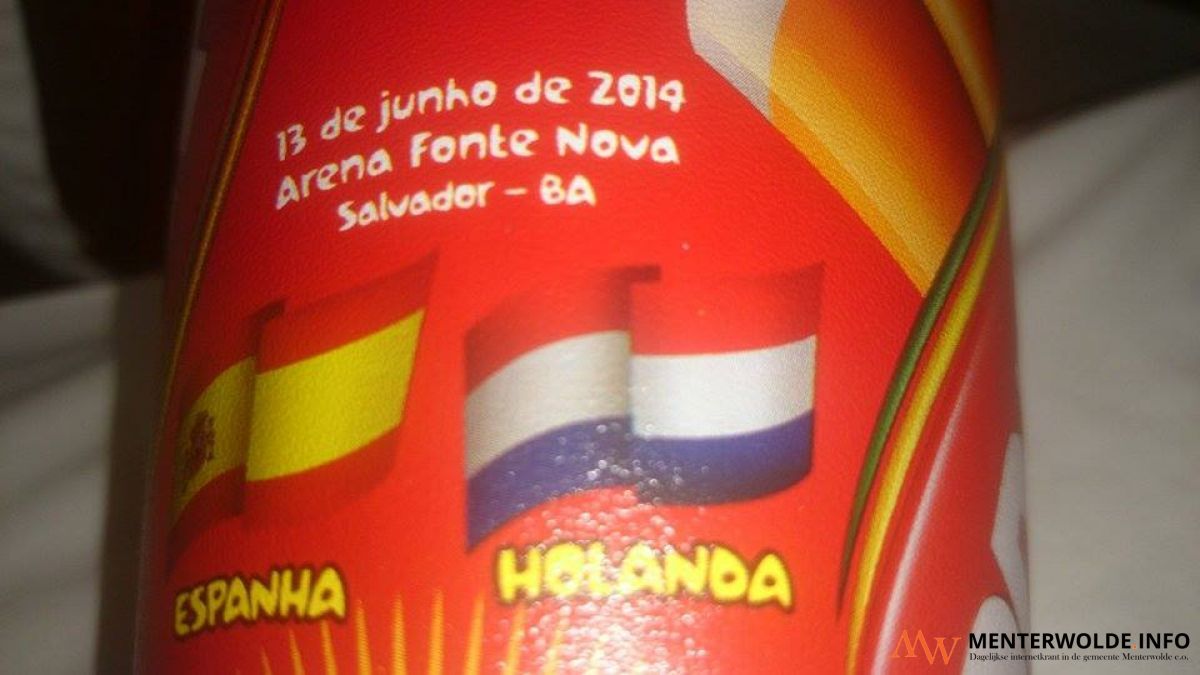 13 de junho de 2014
Arena Fonte Nova
Salvador - BA
ESPANHA
HOLANDA
MW MENTERWOLDE.INFO
Dagelijkse internetkrant in de gemeente Menterwolde e.o.